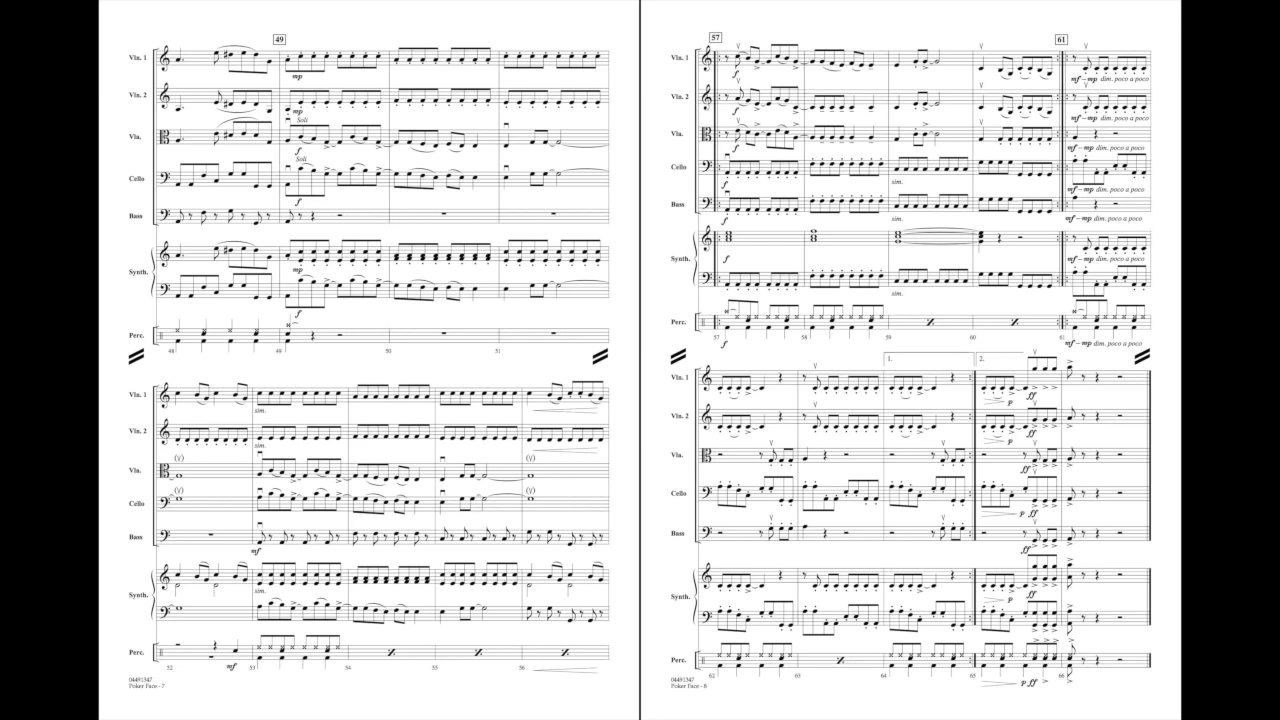 49
Vln. 1
mp
Vln. 2
mp
Soli
Vla.
f
Soli
Cello
f
Bass
Synth.
mp
f
Perc.
48 49 50 51
Vln. 1
sim.
Vln. 2
sim.
(V)
Vla.
(V)
Cello
Bass
mf
Synth.
Perc.
mf
52 53 54 55 56
04491347
Poker Face - 7
57 61
Vln. 1
f
mf – mp dim. poco a poco
Vln. 2
f
mf – mp dim. poco a poco
Vla.
f
mf – mp dim. poco a poco
Cello
f
sim.
mf – mp dim. poco a poco
Bass
f
sim.
mf – mp dim. poco a poco
Synth.
f
mf – mp dim. poco a poco
sim.
Perc.
57 58 59 60 61
f
mf – mp dim. poco a poco
1. 2.
Vln. 1
p ff
Vln. 2
p ff
Vla.
ff
Cello
p ff
Bass
ff
Synth.
p ff
Perc.
62 63 64 65 66
p ff
04491347
Poker Face - 8